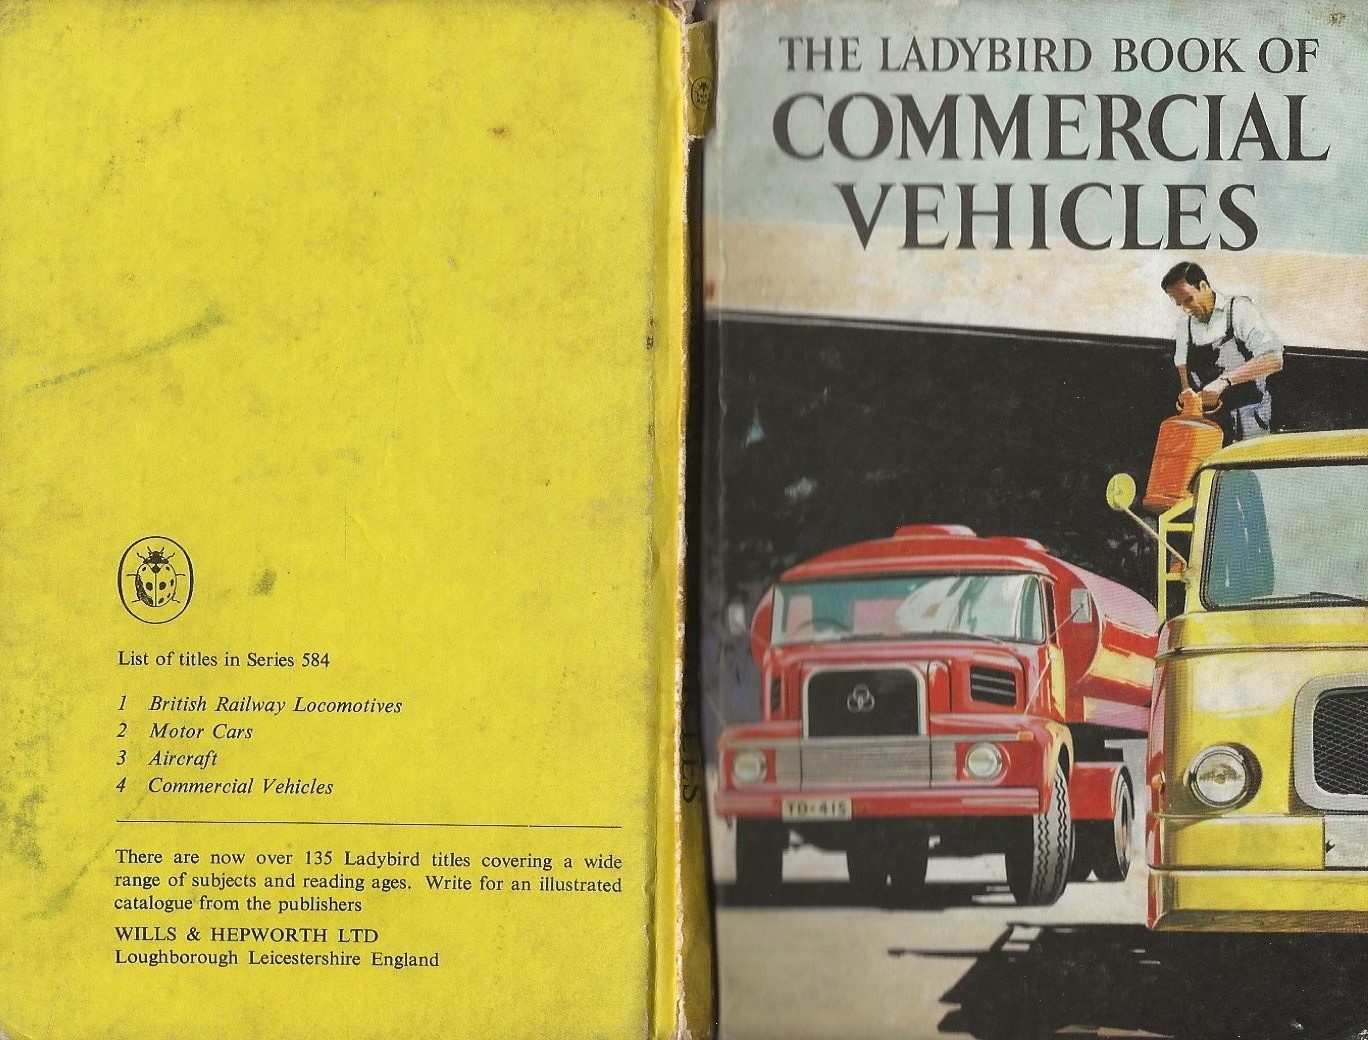 THE LADYBIRD BOOK OF
COMMERCIAL
VEHICLES
TD-415
List of titles in Series 584
1 British Railway Locomotives
2 Motor Cars
3 Aircraft
4 Commercial Vehicles
There are now over 135 Ladybird titles covering a wide
range of subjects and reading ages. Write for an illustrated
catalogue from the publishers
WILLS & HEPWORTH LTD
Loughborough Leicestershire England